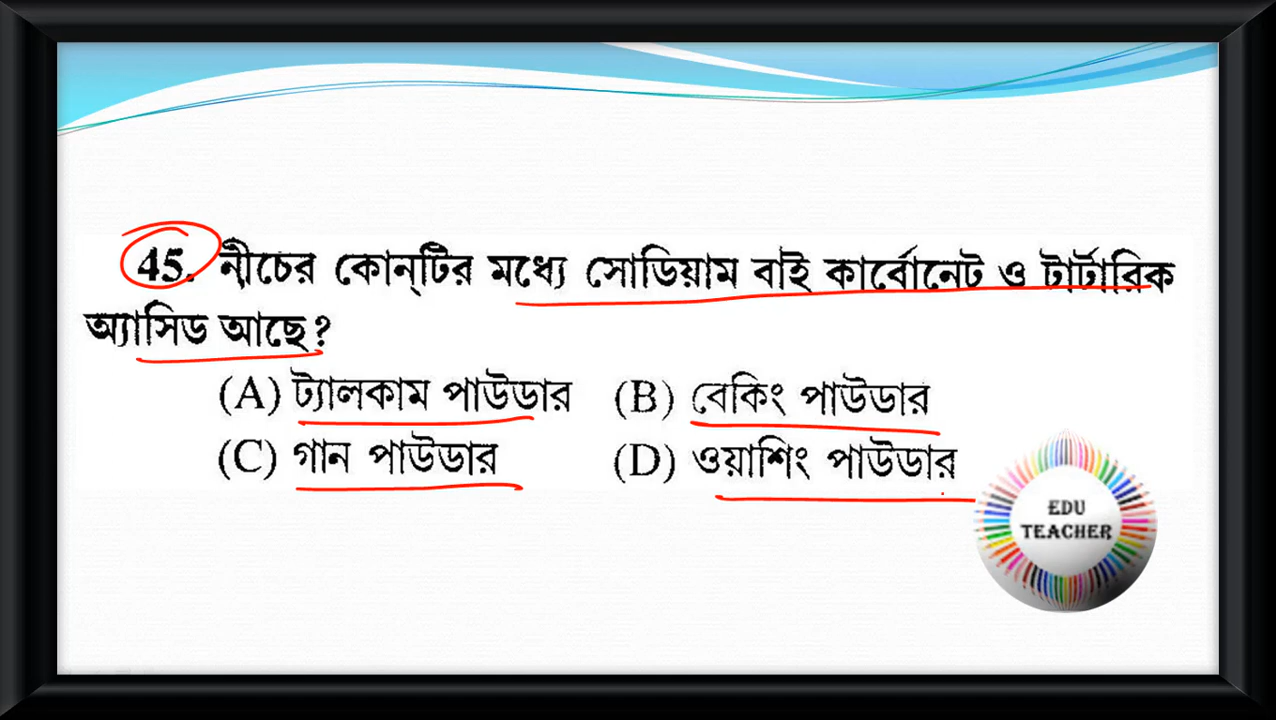 45. নীচের কোন্‌টির মধ্যে সোডিয়াম বাই কার্বোনেট ও টার্টারিক
অ্যাসিড আছে?
(A) ট্যালকাম পাউডার (B) বেকিং পাউডার
(C) গান পাউডার (D) ওয়াশিং পাউডার
EDU
TEACHER